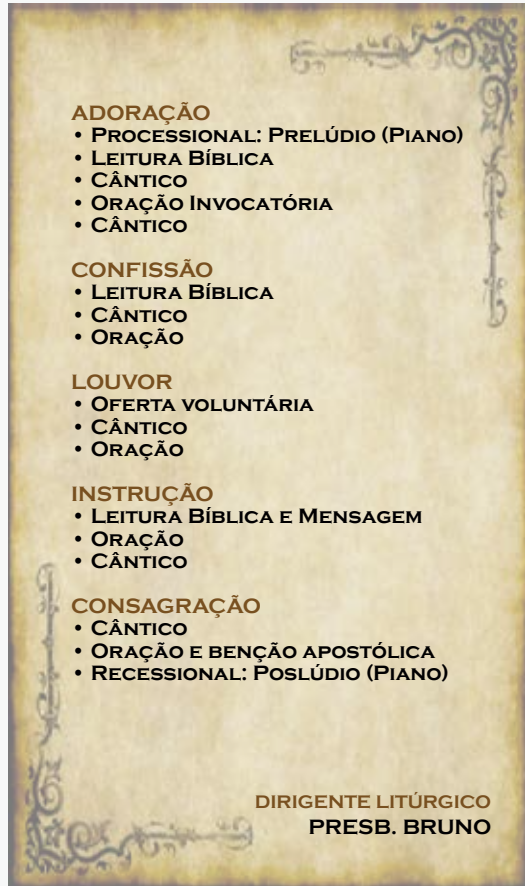 ADORAÇÃO
• Processional: Prelúdio (Piano)
• Leitura Bíblica
• Cântico
• Oração Invocatória
• Cântico
CONFISSÃO
• Leitura Bíblica
• Cântico
• Oração
LOUVOR
• Oferta voluntária
• Cântico
• Oração
INSTRUÇÃO
• Leitura Bíblica e Mensagem
• Oração
• Cântico
CONSAGRAÇÃO
• Cântico
• Oração e benção apostólica
• Recessional: Poslúdio (Piano)
DIRIGENTE LITÚRGICO
PRESB. BRUNO